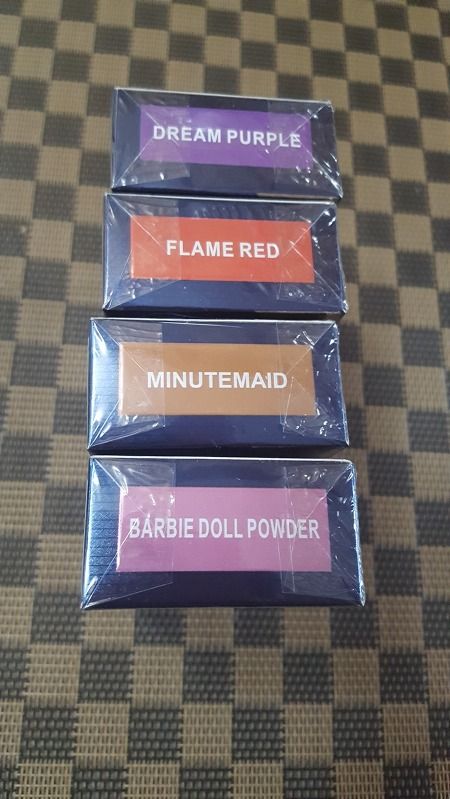 DREAM PURPLE
FLAME RED
MINUTEMAID
BARBIE DOLL POWDER